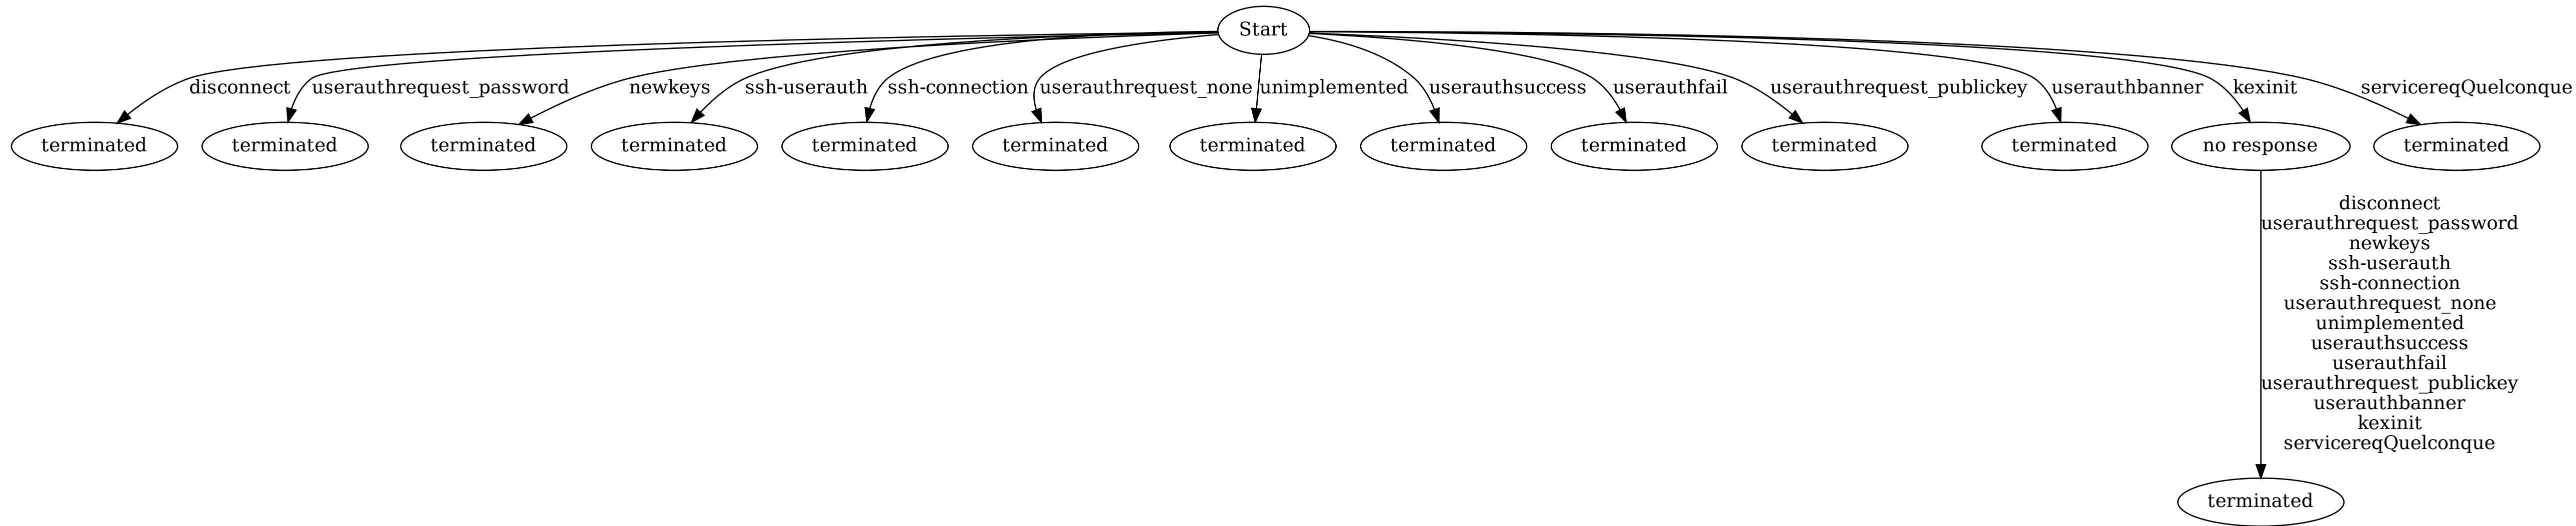 Start
disconnect
userauthrequest_password
newkeys
ssh-userauth
ssh-connection
userauthrequest_none
unimplemented
userauthsuccess
userauthfail
userauthrequest_publickey
userauthbanner
kexinit
servicereqQuelconque
terminated
terminated
terminated
terminated
terminated
terminated
terminated
terminated
terminated
terminated
terminated
no response
terminated
disconnect
userauthrequest_password
newkeys
ssh-userauth
ssh-connection
userauthrequest_none
unimplemented
userauthsuccess
userauthfail
userauthrequest_publickey
userauthbanner
kexinit
servicereqQuelconque
terminated